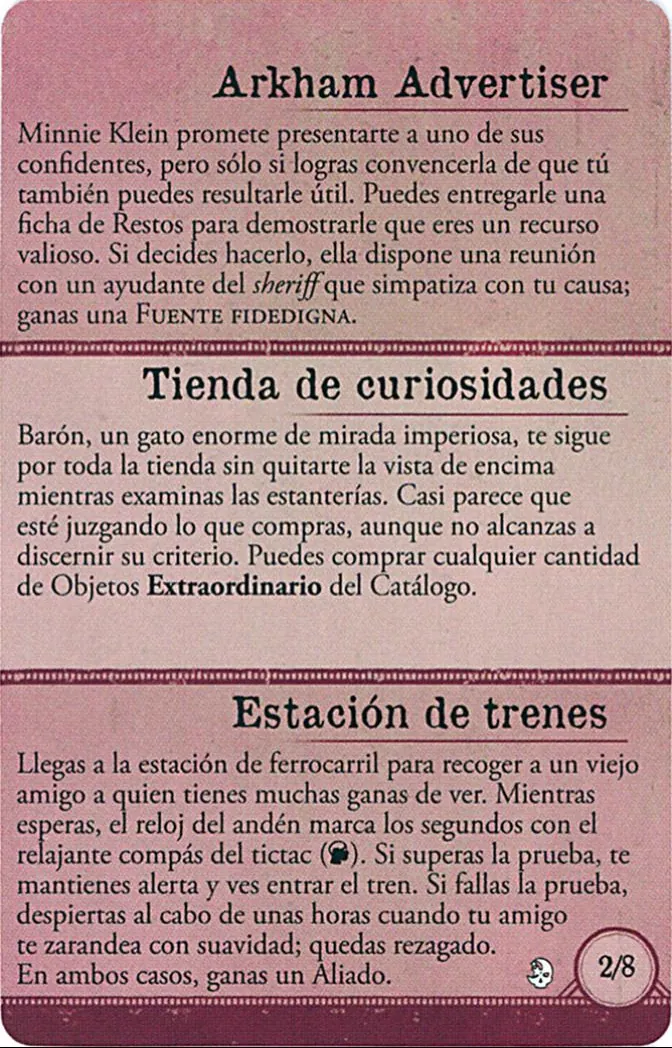 Arkham Advertiser
Minnie Klein promete presentarte a uno de sus
confidentes, pero sólo si logras convencerla de que tú
también puedes resultarle útil. Puedes entregarle una
ficha de Restos para demostrarle que eres un recurso
valioso. Si decides hacerlo, ella dispone una reunión
con un ayudante del sheriff que simpatiza con tu causa;
ganas una FUENTE FIDEDIGNA.
Tienda de curiosidades
Barón, un gato enorme de mirada imperiosa, te sigue
por toda la tienda sin quitarte la vista de encima
mientras examinas las estanterías. Casi parece que
esté juzgando lo que compras, aunque no alcanzas a
discernir su criterio. Puedes comprar cualquier cantidad
de Objetos Extraordinario del Catálogo.
Estación de trenes
Llegas a la estación de ferrocarril para recoger a un viejo
amigo a quien tienes muchas ganas de ver. Mientras
esperas, el reloj del andén marca los segundos con el
relajante compás del tictac (). Si superas la prueba, te
mantienes alerta y ves entrar el tren. Si fallas la prueba,
despiertas al cabo de unas horas cuando tu amigo
te zarandea con suavidad; quedas rezagado.
En ambos casos, ganas un Aliado.
2/8